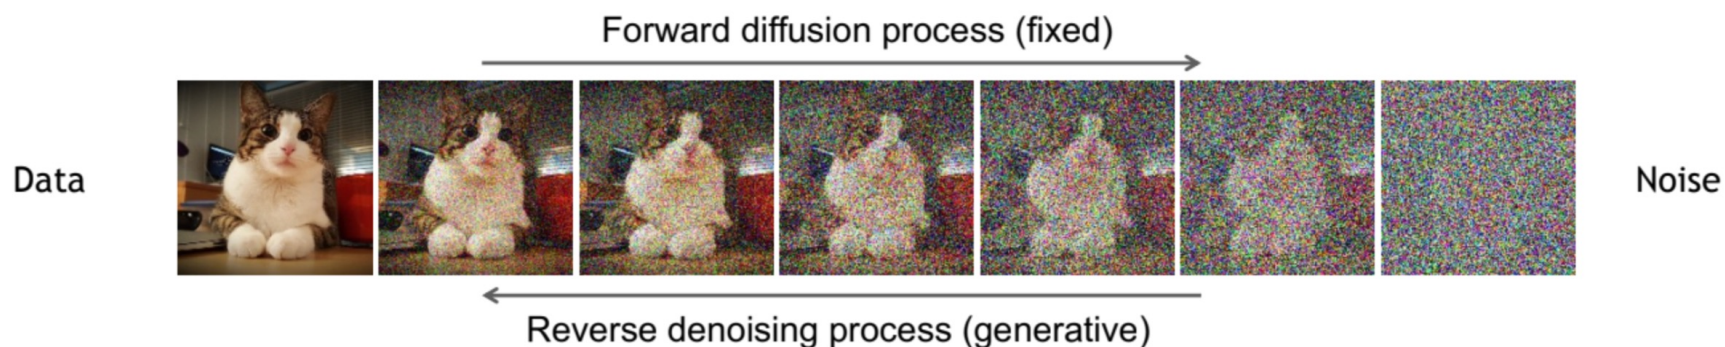 Forward diffusion process (fixed)
Data
Noise
Reverse denoising process (generative)